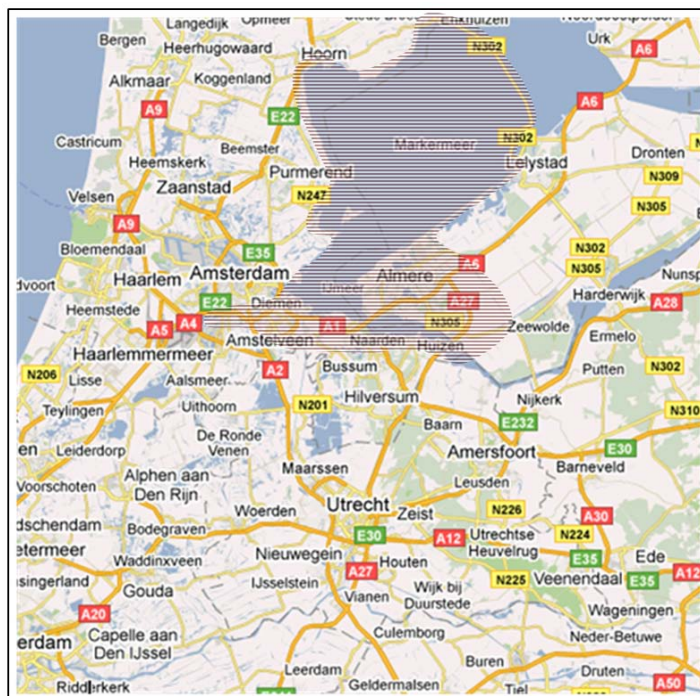 Langedijk
Opmeer
Enkhuizen
Bergen
Heerhugowaard
Hoorn
N302
Urk
A6
Alkmaar
Koggenland
A9
A6
E22
Castricum
Beemster
Markermeer
N302
Heemskerk
Purmerend
Lelystad
Dronten
Zaanstad
N309
Velsen
N247
N305
A9
Bloemendaal
E35
N302
N305
Haarlem
Amsterdam
Almere
A6
dvoort
IJmeer
Harderwijk
Nunsp
Heemstede
E22
Diemen
A27
A28
A5
A4
A1
N305
Zeewolde
Ermelo
Haarlemmermeer
Amstelveen
Naarden
Huizen
N206
Lisse
Aalsmeer
A2
Bussum
Putten
N302
Teylingen
Uithoorn
N201
Hilversum
Nijkerk
N310
De Ronde
Venen
Baarn
E232
en
Leiderdorp
Amersfoort
E30
Maarssen
Barneveld
Voorschoten
Alphen aan
Den Rijn
Leusden
Utrecht
Zeist
N226
dschendam
Woerden
A30
Bodegraven
E30
A12
Utrechtse
Heuvelrug
N224
etermeer
Waddinxveen
Nieuwegein
Houten
E35
Ede
A27
singerland
IJsselstein
N225
Veenendaal
E35
A12
Gouda
Vianen
Wijk bij
Duurstede
Wageningen
A20
Culemborg
Neder-Betuwe
erdam
Capelle aan
Den IJssel
Leerdam
Buren
Druten
Ridderkerk
Geldermalsen
Tiel
A50